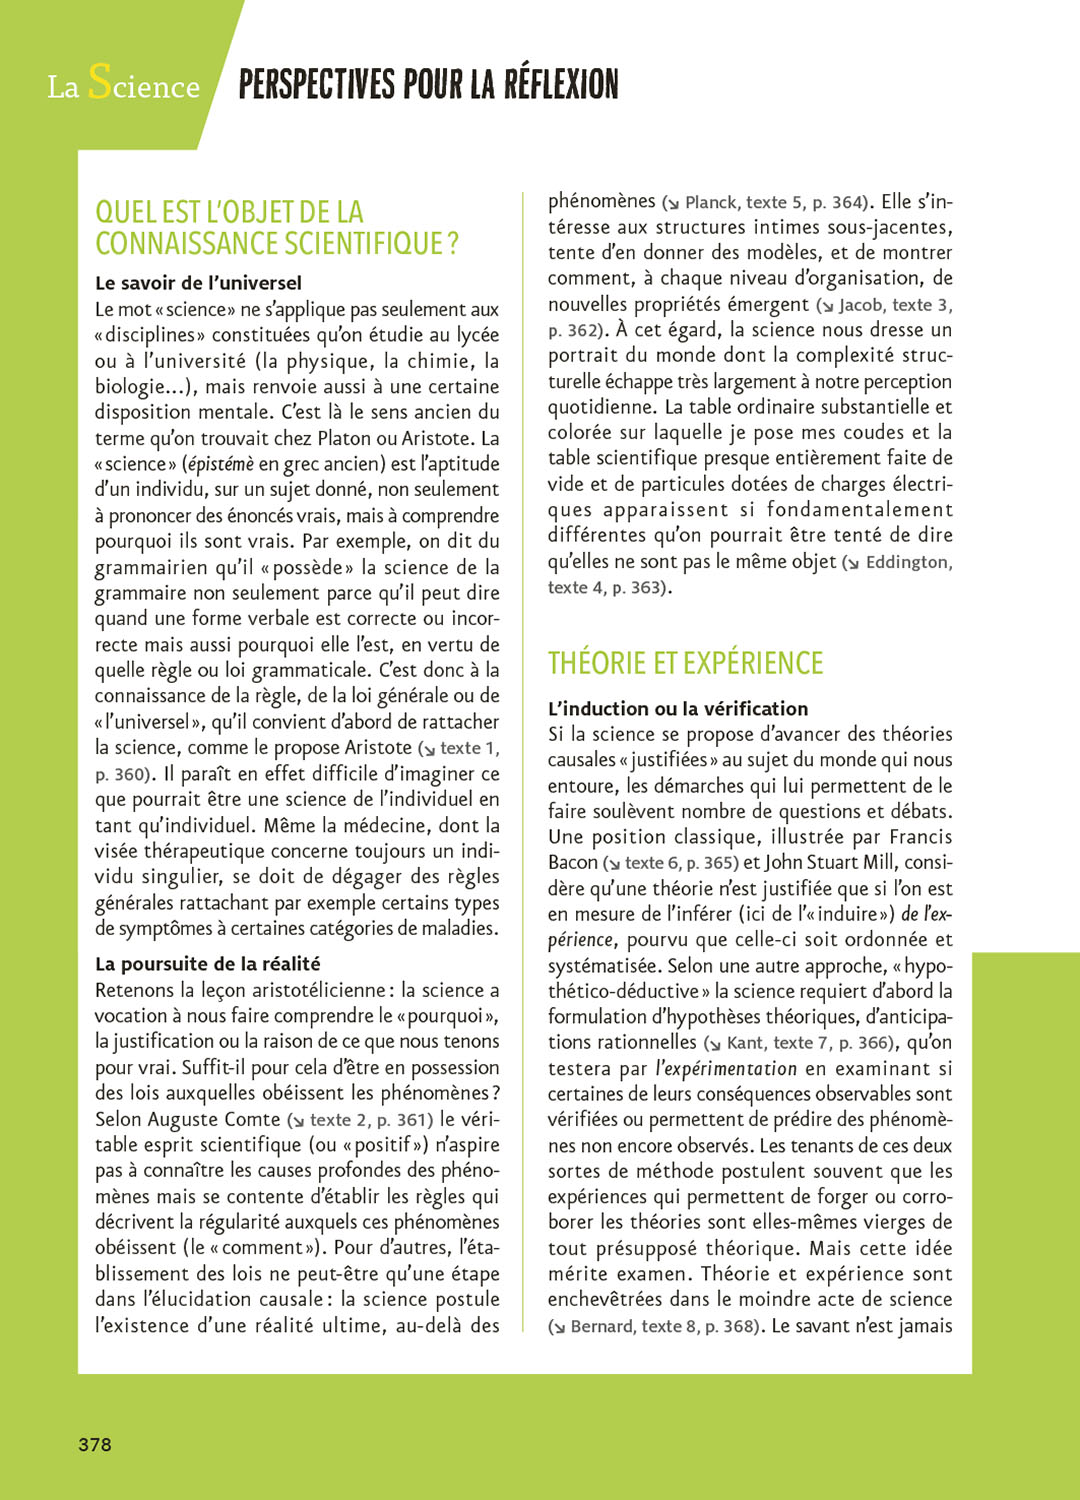 La Science
PERSPECTIVES POUR LA RÉFLEXION
QUEL EST L’OBJET DE LA
CONNAISSANCE SCIENTIFIQUE ?
Le savoir de l’universel
Le mot « science » ne s’applique pas seulement aux
« disciplines » constituées qu’on étudie au lycée
ou à l’université (la physique, la chimie, la
biologie…), mais renvoie aussi à une certaine
disposition mentale. C’est là le sens ancien du
terme qu’on trouvait chez Platon ou Aristote. La
« science » (épistémè en grec ancien) est l’aptitude
d’un individu, sur un sujet donné, non seulement
à prononcer des énoncés vrais, mais à comprendre
pourquoi ils sont vrais. Par exemple, on dit du
grammairien qu’il « possède » la science de la
grammaire non seulement parce qu’il peut dire
quand une forme verbale est correcte ou incor-
recte mais aussi pourquoi elle l’est, en vertu de
quelle règle ou loi grammaticale. C’est donc à la
connaissance de la règle, de la loi générale ou de
« l’universel », qu’il convient d’abord de rattacher
la science, comme le propose Aristote (↘ texte 1,
p. 360). Il paraît en effet difficile d’imaginer ce
que pourrait être une science de l’individuel en
tant qu’individuel. Même la médecine, dont la
visée thérapeutique concerne toujours un indi-
vidu singulier, se doit de dégager des règles
générales rattachant par exemple certains types
de symptômes à certaines catégories de maladies.
La poursuite de la réalité
Retenons la leçon aristotélicienne : la science a
vocation à nous faire comprendre le « pourquoi »,
la justification ou la raison de ce que nous tenons
pour vrai. Suffit-il pour cela d’être en possession
des lois auxquelles obéissent les phénomènes ?
Selon Auguste Comte (↘ texte 2, p. 361) le véri-
table esprit scientifique (ou « positif ») n’aspire
pas à connaître les causes profondes des phéno-
mènes mais se contente d’établir les règles qui
décrivent la régularité auxquels ces phénomènes
obéissent (le « comment »). Pour d’autres, l’éta-
blissement des lois ne peut-être qu’une étape
dans l’élucidation causale : la science postule
l’existence d’une réalité ultime, au-delà des
phénomènes (↘ Planck, texte 5, p. 364). Elle s’in-
téresse aux structures intimes sous-jacentes,
tente d’en donner des modèles, et de montrer
comment, à chaque niveau d’organisation, de
nouvelles propriétés émergent (↘ Jacob, texte 3,
p. 362). À cet égard, la science nous dresse un
portrait du monde dont la complexité struc-
turelle échappe très largement à notre perception
quotidienne. La table ordinaire substantielle et
colorée sur laquelle je pose mes coudes et la
table scientifique presque entièrement faite de
vide et de particules dotées de charges électri-
ques apparaissent si fondamentalement
différentes qu’on pourrait être tenté de dire
qu’elles ne sont pas le même objet (↘ Eddington,
texte 4, p. 363).
THÉORIE ET EXPÉRIENCE
L’induction ou la vérification
Si la science se propose d’avancer des théories
causales « justifiées » au sujet du monde qui nous
entoure, les démarches qui lui permettent de le
faire soulèvent nombre de questions et débats.
Une position classique, illustrée par Francis
Bacon (↘ texte 6, p. 365) et John Stuart Mill, consi-
dère qu’une théorie n’est justifiée que si l’on est
en mesure de l’inférer (ici de l’« induire ») de l’ex-
périence, pourvu que celle-ci soit ordonnée et
systématisée. Selon une autre approche, « hypo-
thético-déductive » la science requiert d’abord la
formulation d’hypothèses théoriques, d’anticipa-
tions rationnelles (↘ Kant, texte 7, p. 366), qu’on
testera par l’expérimentation en examinant si
certaines de leurs conséquences observables sont
vérifiées ou permettent de prédire des phénomè-
nes non encore observés. Les tenants de ces deux
sortes de méthode postulent souvent que les
expériences qui permettent de forger ou corro-
borer les théories sont elles-mêmes vierges de
tout présupposé théorique. Mais cette idée
mérite examen. Théorie et expérience sont
enchevêtrées dans le moindre acte de science
(↘ Bernard, texte 8, p. 368). Le savant n’est jamais
378